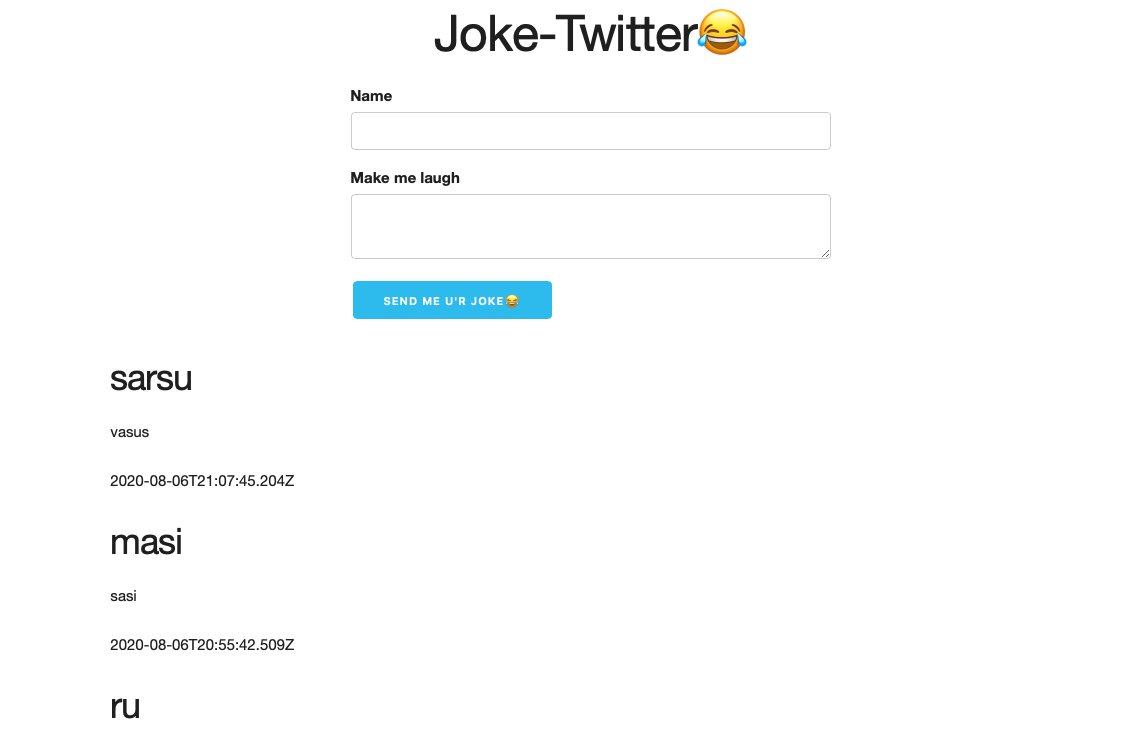 Joke-Twitter😂
Name
Make me laugh
SEND ME U'R JOKE😂
sarsu
vasus
2020-08-06T21:07:45.204Z
masi
sasi
2020-08-06T20:55:42.509Z
ru